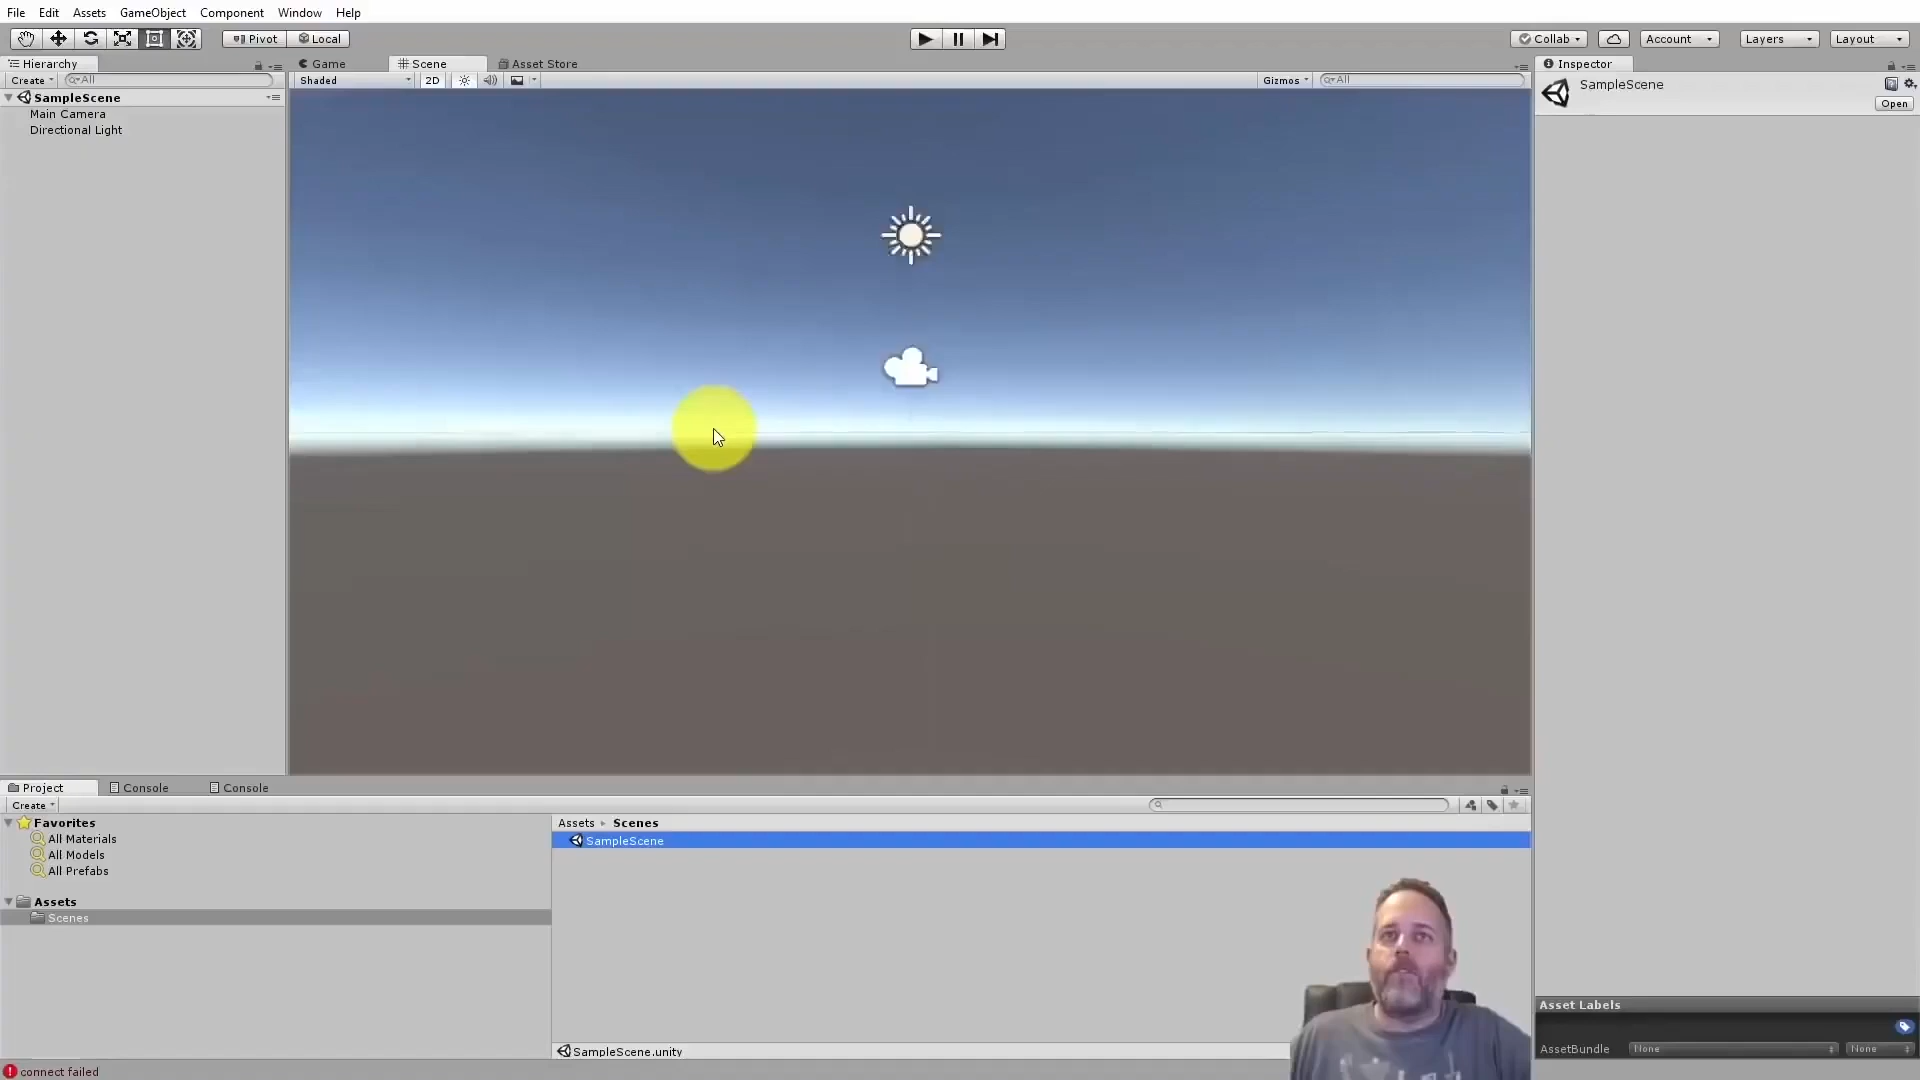 File Edit Assets GameObject Component Window Help
Pivot Local Collab Account Layers Layout
Hierarchy Game Scene Asset Store Inspector
Create All Shaded 2D Gizmos All
SampleScene
Open
SampleScene
Main Camera
Directional Light
Project Console Console
Create
Favorites
All Materials
All Models
All Prefabs
Assets
Scenes
Assets Scenes
SampleScene
SampleScene.unity
Asset Labels
AssetBundle None None
connect failed